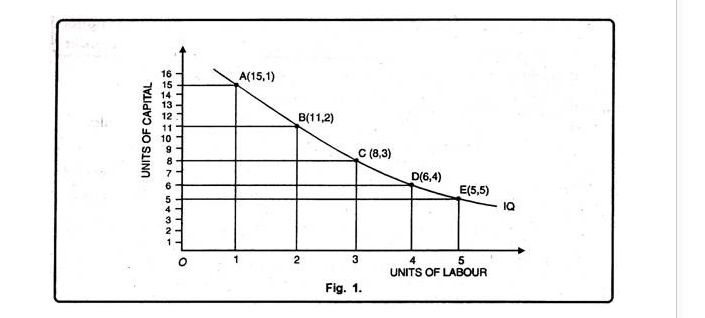 16
15
14
13
12
11
10
9
8
7
6
5
4
3
2
1
UNITS OF CAPITAL
A(15,1)
B(11,2)
C (8,3)
D(6,4)
E(5,5)
IQ
O 1 2 3 4 5
UNITS OF LABOUR
Fig. 1.